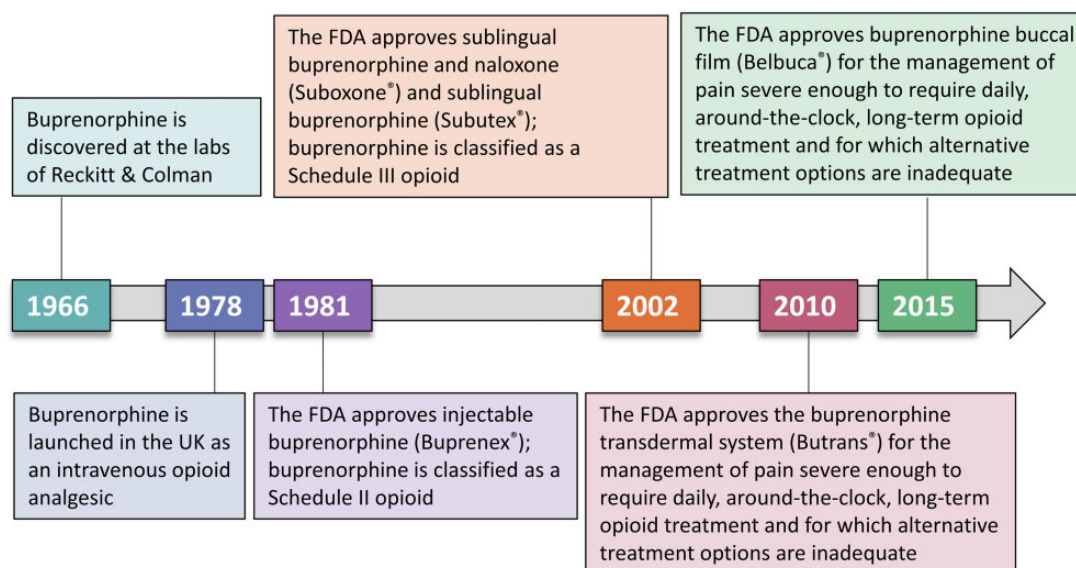 Buprenorphine is
discovered at the labs
of Reckitt & Colman
The FDA approves sublingual
buprenorphine and naloxone
(Suboxone®) and sublingual
buprenorphine (Subutex®);
buprenorphine is classified as a
Schedule III opioid
The FDA approves buprenorphine buccal
film (Belbuca®) for the management of
pain severe enough to require daily,
around-the-clock, long-term opioid
treatment and for which alternative
treatment options are inadequate
1966
1978
1981
2002
2010
2015
Buprenorphine is
launched in the UK as
an intravenous opioid
analgesic
The FDA approves injectable
buprenorphine (Buprenex®);
buprenorphine is classified as a
Schedule II opioid
The FDA approves the buprenorphine
transdermal system (Butrans®) for the
management of pain severe enough to
require daily, around-the-clock, long-term
opioid treatment and for which alternative
treatment options are inadequate